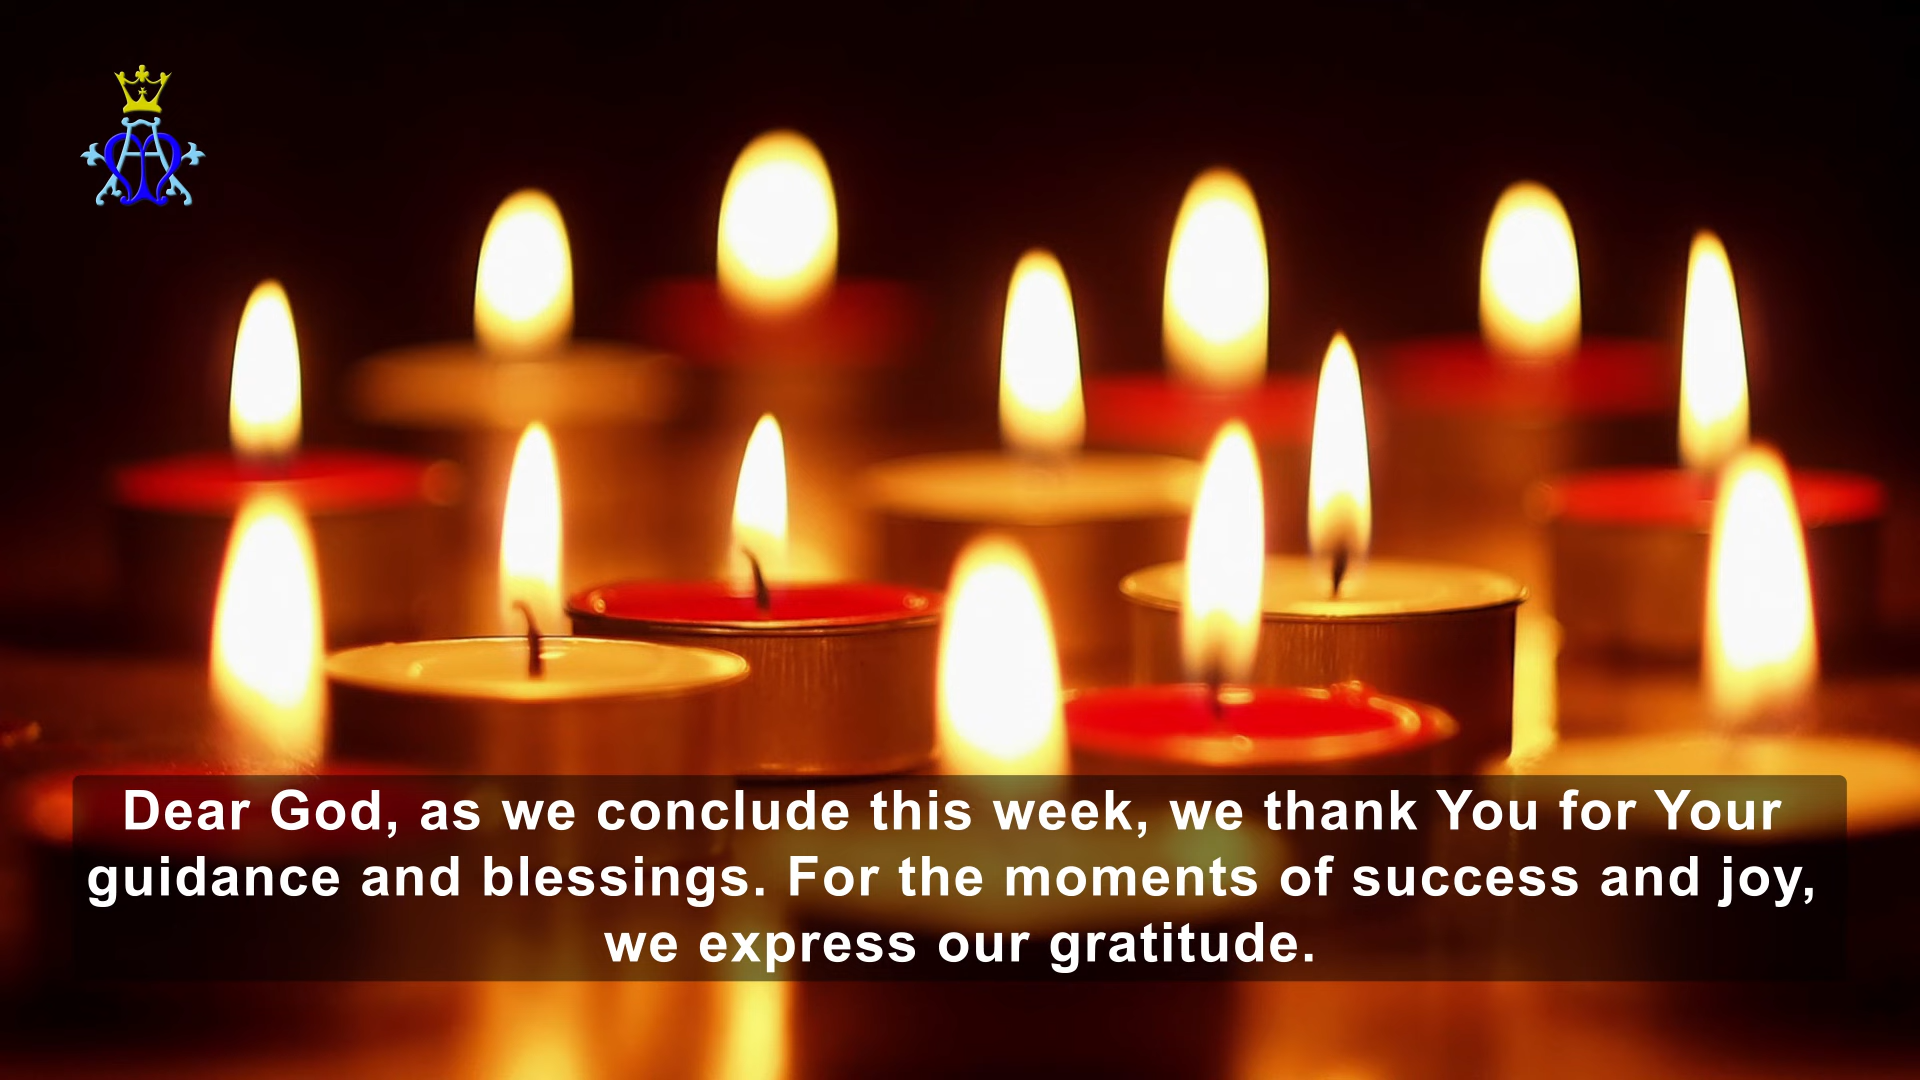 Dear God, as we conclude this week, we thank You for Your
guidance and blessings. For the moments of success and joy,
we express our gratitude.